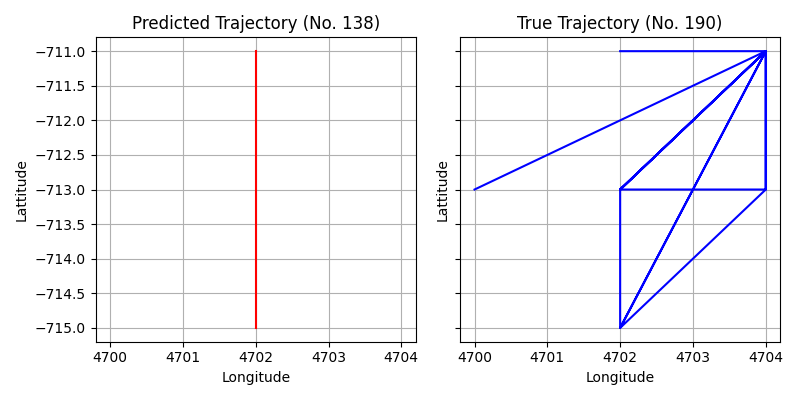 Predicted Trajectory (No. 138)
True Trajectory (No. 190)
−711.0
−711.5
−712.0
−712.5
−713.0
−713.5
−714.0
−714.5
−715.0
Lattitude
Lattitude
4700 4701 4702 4703 4704
4700 4701 4702 4703 4704
Longitude
Longitude